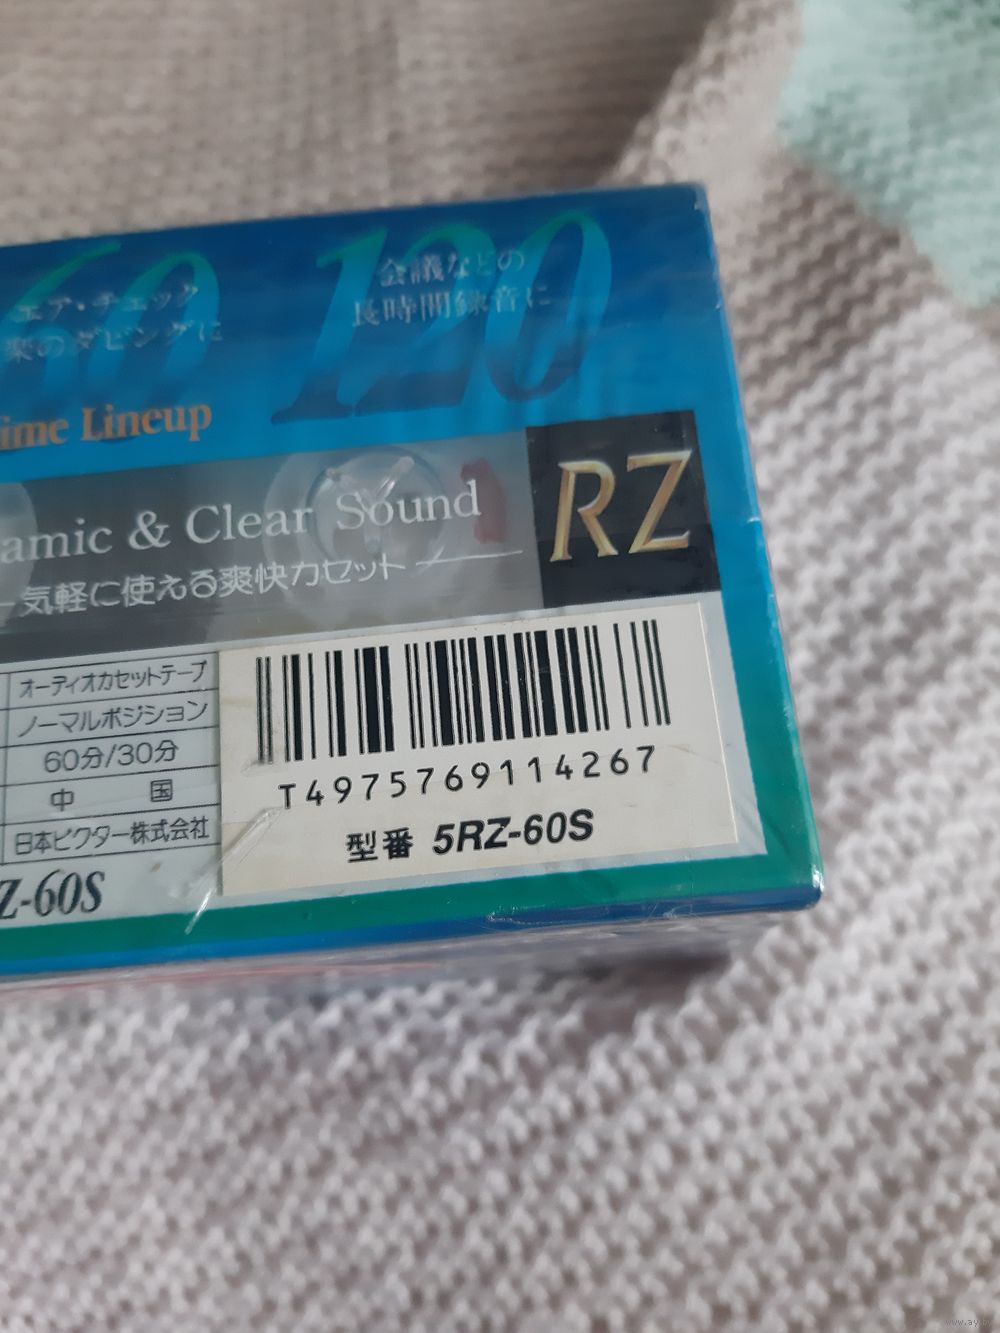 60
エア・チェック
楽のダビングに
120
会議などの
長時間録音に
ime Lineup
amic & Clear Sound
RZ
気軽に使える爽快カセット
オーディオカセットテープ
ノーマルポジション
60分/30分
中 国
日本ビクター株式会社
Z-60S
T4975769114267
型番 5RZ-60S